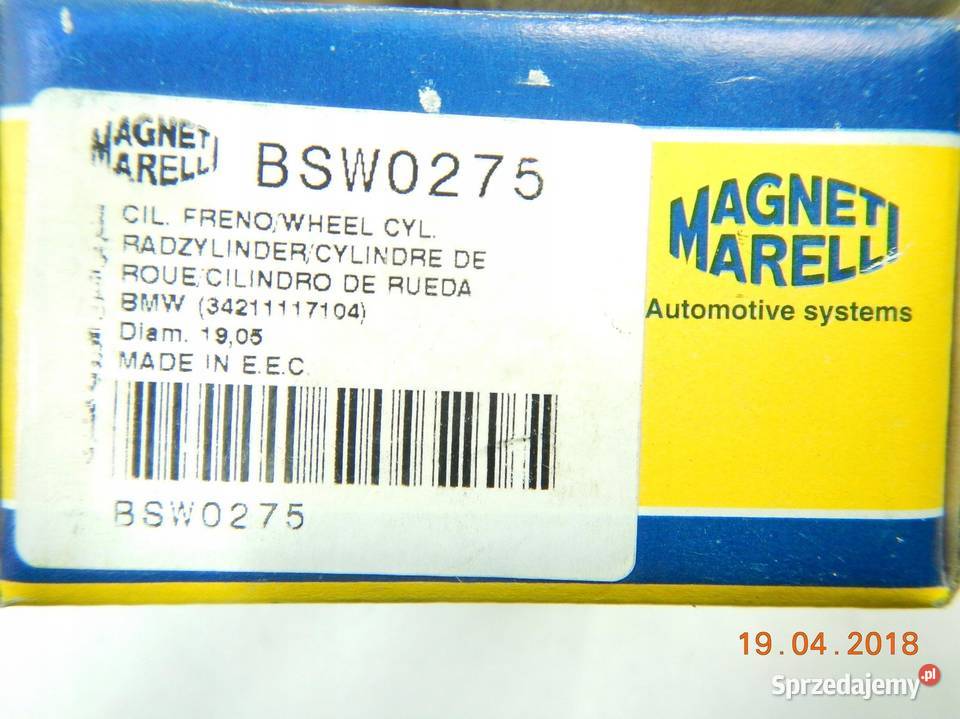 MAGNETI
MARELLI
BSW0275
CIL. FRENO/WHEEL CYL.
RADZYLINDER/CYLINDRE DE
ROUE/CILINDRO DE RUEDA
BMW (34211117104)
Diam. 19,05
MADE IN E.E.C.
BSW0275
MAGNETI
MARELLI
Automotive systems
19.04.2018
Sprzedajemy.pl